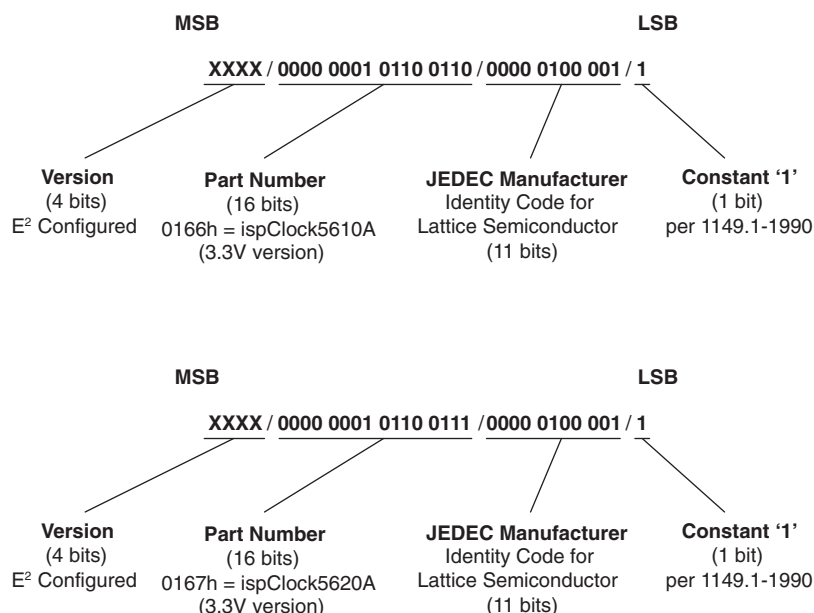 MSB LSB
XXXX / 0000 0001 0110 0110 / 0000 0100 001 / 1
Version
(4 bits)
E² Configured
Part Number
(16 bits)
0166h = ispClock5610A
(3.3V version)
JEDEC Manufacturer
Identity Code for
Lattice Semiconductor
(11 bits)
Constant ‘1’
(1 bit)
per 1149.1-1990
MSB LSB
XXXX / 0000 0001 0110 0111 / 0000 0100 001 / 1
Version
(4 bits)
E² Configured
Part Number
(16 bits)
0167h = ispClock5620A
(3.3V version)
JEDEC Manufacturer
Identity Code for
Lattice Semiconductor
(11 bits)
Constant ‘1’
(1 bit)
per 1149.1-1990